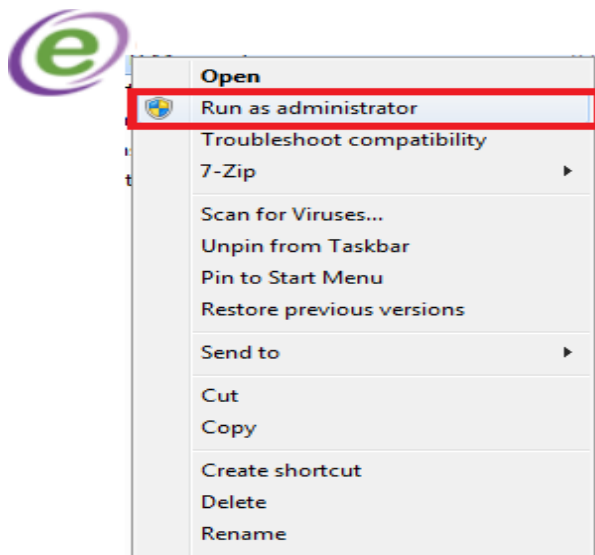 e
Open
Run as administrator
Troubleshoot compatibility
7-Zip
Scan for Viruses...
Unpin from Taskbar
Pin to Start Menu
Restore previous versions
Send to
Cut
Copy
Create shortcut
Delete
Rename